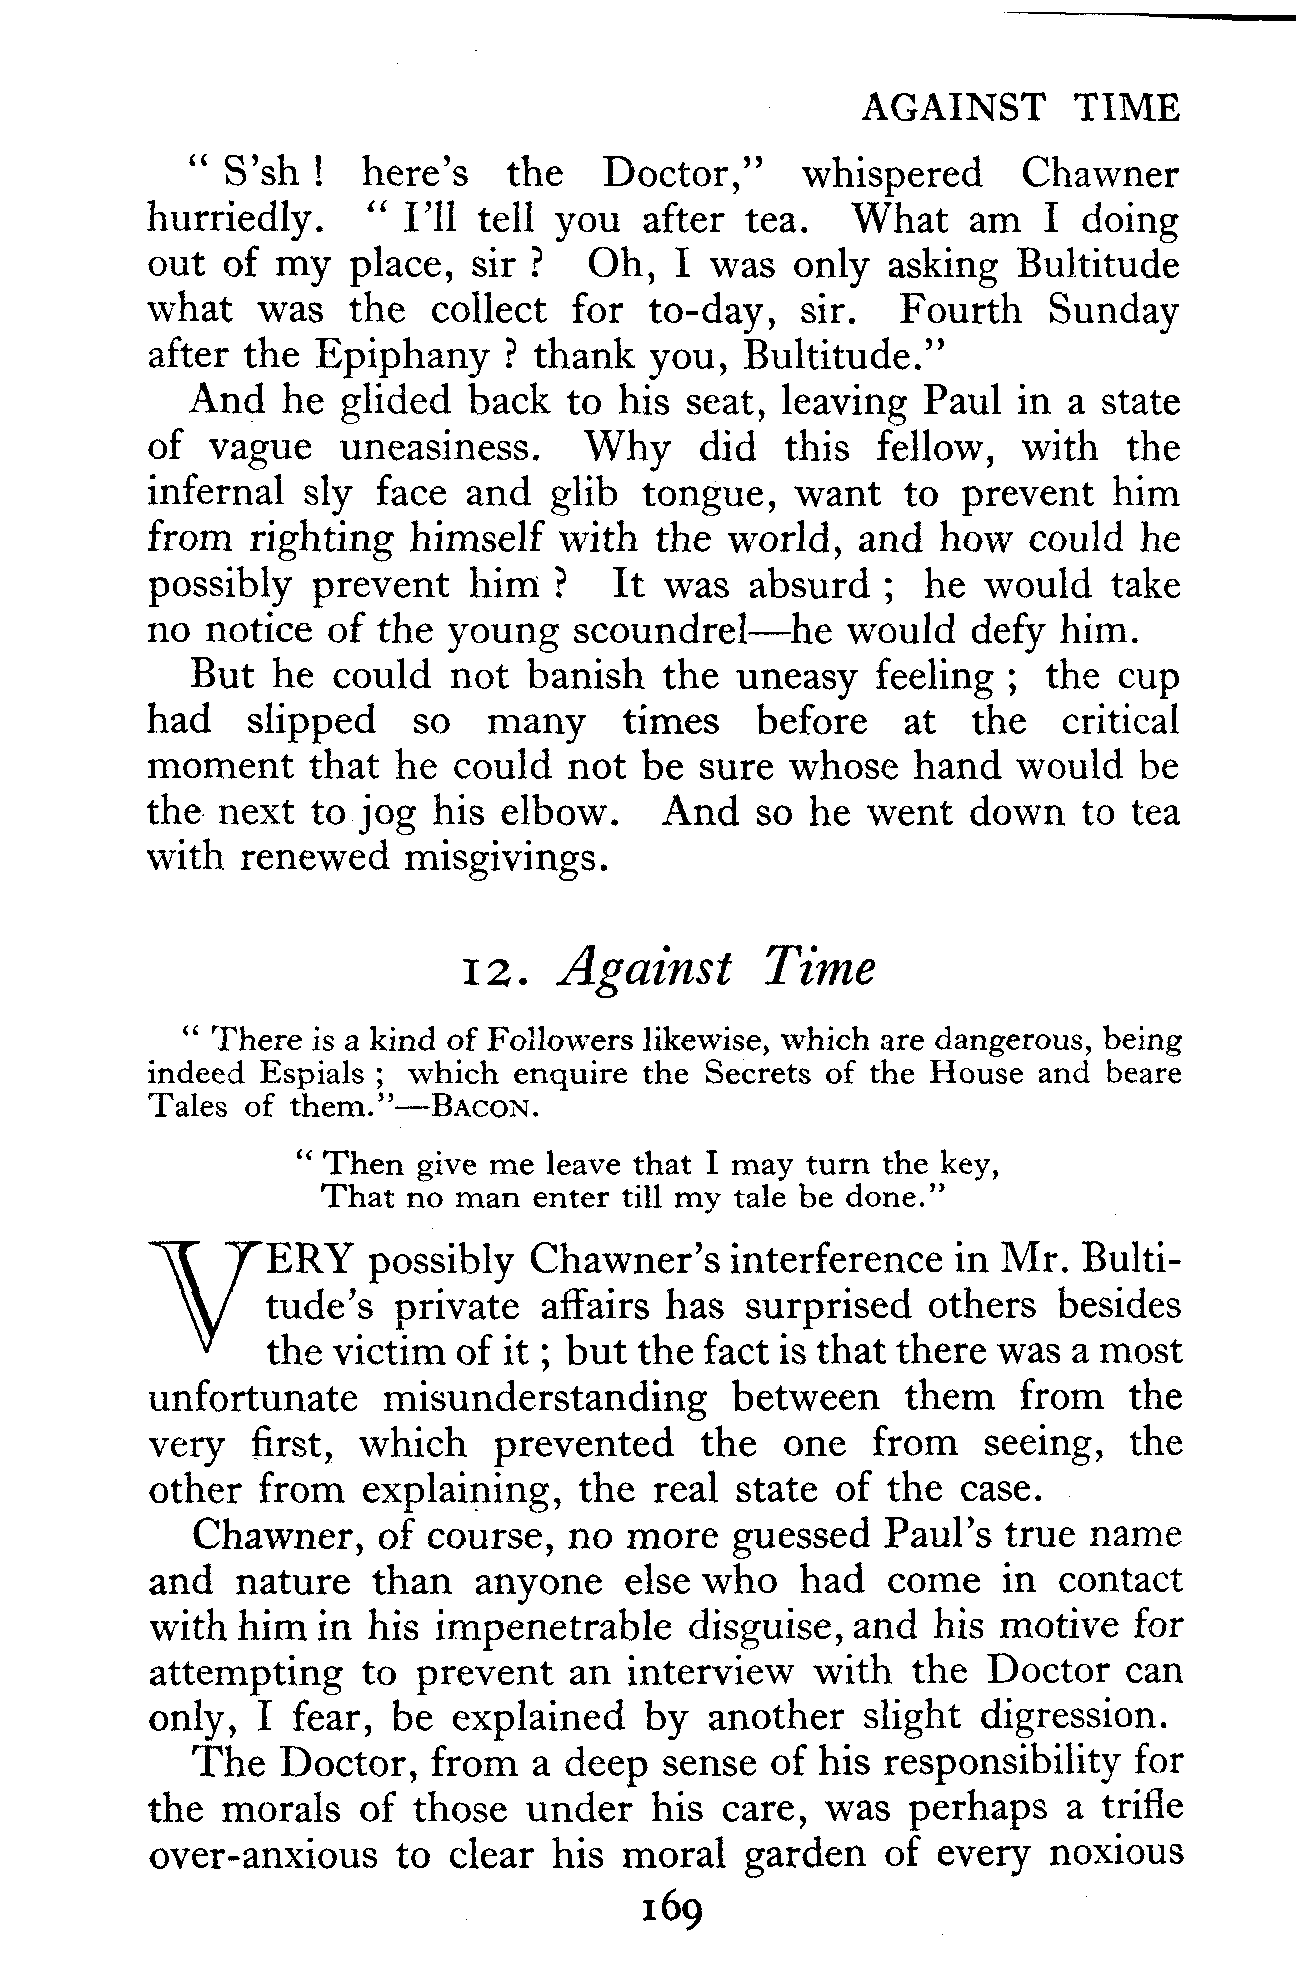 AGAINST TIME
“ S’sh ! here’s the Doctor,” whispered Chawner
hurriedly. “ I’ll tell you after tea. What am I doing
out of my place, sir ? Oh, I was only asking Bultitude
what was the collect for to-day, sir. Fourth Sunday
after the Epiphany ? thank you, Bultitude.”
And he glided back to his seat, leaving Paul in a state
of vague uneasiness. Why did this fellow, with the
infernal sly face and glib tongue, want to prevent him
from righting himself with the world, and how could he
possibly prevent him ? It was absurd ; he would take
no notice of the young scoundrel—he would defy him.
But he could not banish the uneasy feeling ; the cup
had slipped so many times before at the critical
moment that he could not be sure whose hand would be
the next to jog his elbow. And so he went down to tea
with renewed misgivings.
12. Against Time
“ There is a kind of Followers likewise, which are dangerous, being
indeed Espials ; which enquire the Secrets of the House and beare
Tales of them.”—BACON.
“ Then give me leave that I may turn the key,
That no man enter till my tale be done.”
VERY possibly Chawner’s interference in Mr. Bulti-
tude’s private affairs has surprised others besides
the victim of it ; but the fact is that there was a most
unfortunate misunderstanding between them from the
very first, which prevented the one from seeing, the
other from explaining, the real state of the case.
Chawner, of course, no more guessed Paul’s true name
and nature than anyone else who had come in contact
with him in his impenetrable disguise, and his motive for
attempting to prevent an interview with the Doctor can
only, I fear, be explained by another slight digression.
The Doctor, from a deep sense of his responsibility for
the morals of those under his care, was perhaps a trifle
over-anxious to clear his moral garden of every noxious
169